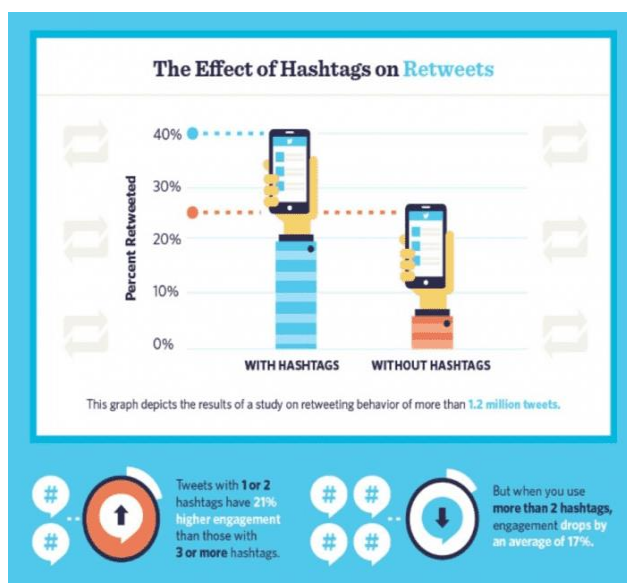 The Effect of Hashtags on Retweets
40%
30%
20%
10%
0%
Percent Retweeted
WITH HASHTAGS
WITHOUT HASHTAGS
This graph depicts the results of a study on retweeting behavior of more than 1.2 million tweets.
#
#
Tweets with 1 or 2
hashtags have 21%
higher engagement
than those with
3 or more hashtags.
# #
# #
But when you use
more than 2 hashtags,
engagement drops by
an average of 17%.